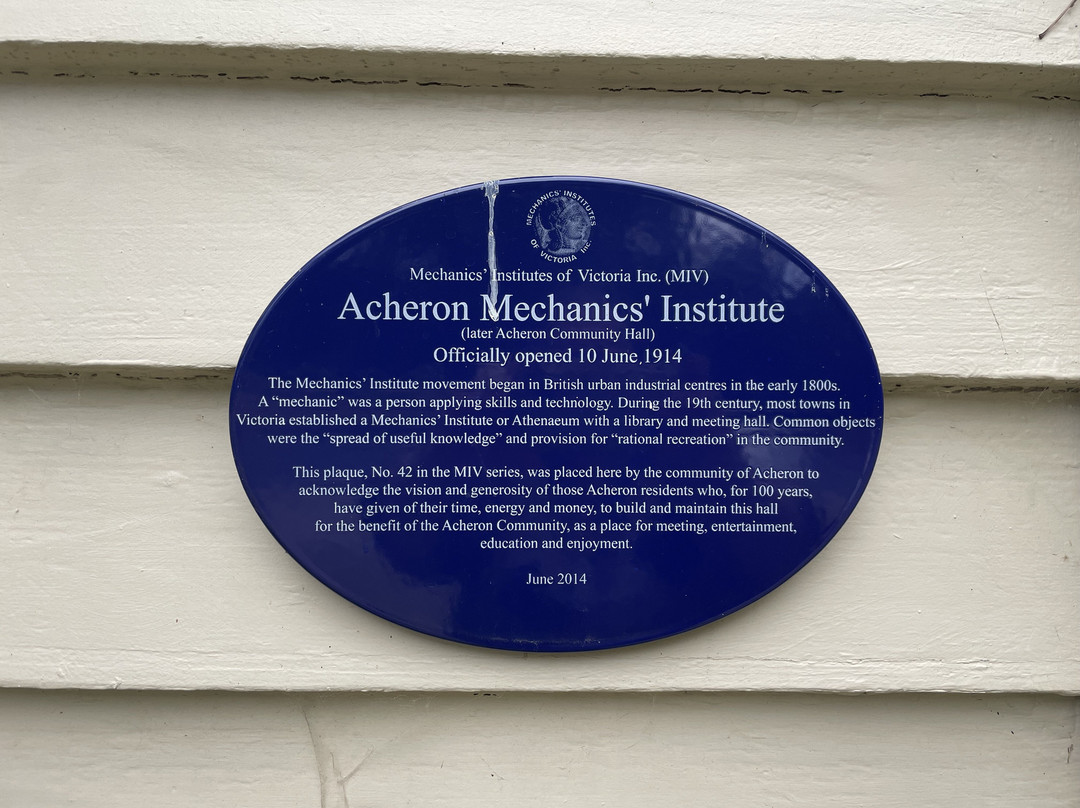 MECHANICS' INSTITUTES
OF VICTORIA INC.
Mechanics' Institutes of Victoria Inc. (MIV)
Acheron Mechanics' Institute
(later Acheron Community Hall)
Officially opened 10 June, 1914
The Mechanics' Institute movement began in British urban industrial centres in the early 1800s.
A “mechanic” was a person applying skills and technology. During the 19th century, most towns in
Victoria established a Mechanics' Institute or Athenaeum with a library and meeting hall. Common objects
were the “spread of useful knowledge” and provision for “rational recreation” in the community.
This plaque, No. 42 in the MIV series, was placed here by the community of Acheron to
acknowledge the vision and generosity of those Acheron residents who, for 100 years,
have given of their time, energy and money, to build and maintain this hall
for the benefit of the Acheron Community, as a place for meeting, entertainment,
education and enjoyment.
June 2014